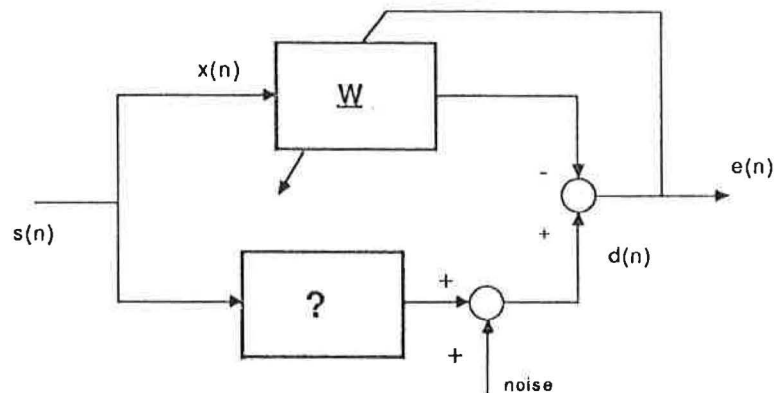 x(n)
W
e(n)
-
+
s(n)
d(n)
?
+
+
noise